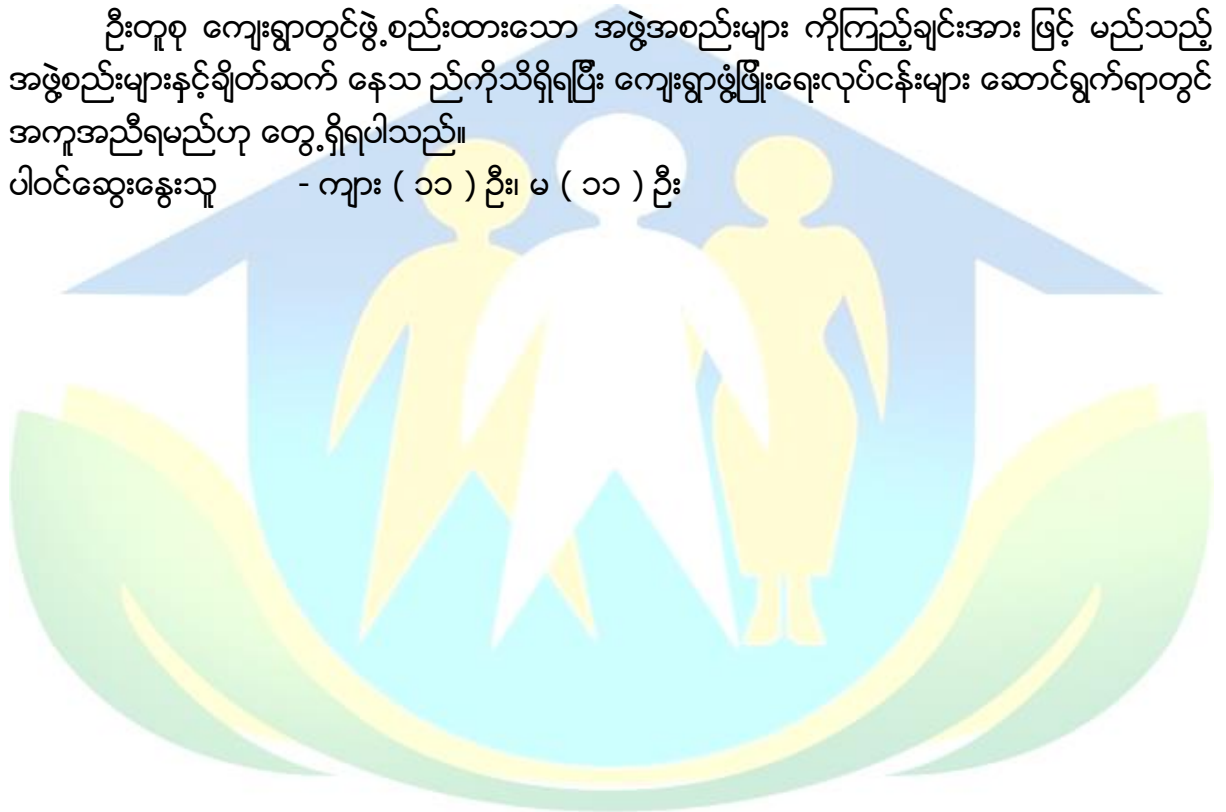 ဦးတူစု ကျေးရွာတွင်ဖွဲ့စည်းထားသော အဖွဲ့အစည်းများ ကိုကြည့်ချင်းအား ဖြင့် မည်သည့်
အဖွဲ့စည်းများနှင့်ချိတ်ဆက် နေသ ည်ကိုသိရှိရပြီး ကျေးရွာဖွံ့ဖြိုးရေးလုပ်ငန်းများ ဆောင်ရွက်ရာတွင်
အကူအညီရမည်ဟု တွေ့ရှိရပါသည်။
ပါဝင်ဆွေးနွေးသူ - ကျား ( ၁၁ ) ဦး၊ မ ( ၁၁ ) ဦး